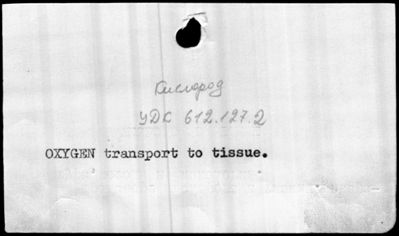 Кислород
УДК 612.127.2
OXYGEN transport to tissue.